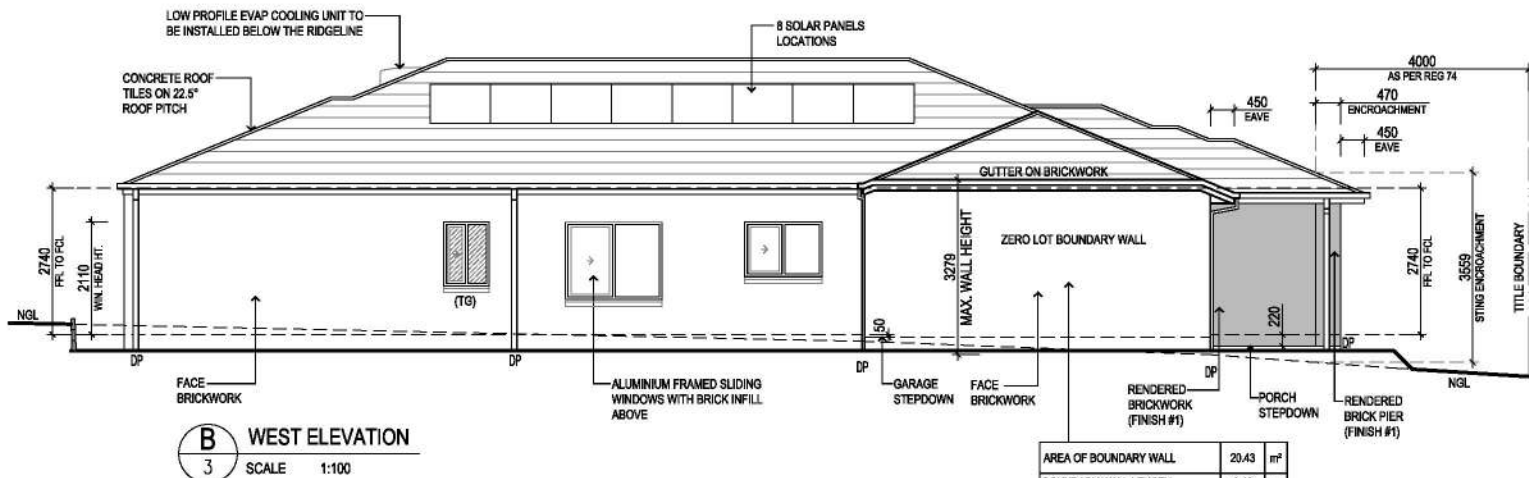 LOW PROFILE EVAP COOLING UNIT TO
BE INSTALLED BELOW THE RIDGELINE
8 SOLAR PANELS
LOCATIONS
CONCRETE ROOF
TILES ON 22.5°
ROOF PITCH
4000
AS PER REG 74
450
EAVE
470
ENCROACHMENT
450
EAVE
GUTTER ON BRICKWORK
ZERO LOT BOUNDARY WALL
2740
FFL TO FCL
2110
WIN. HEAD HT.
(TG)
3279
MAX. WALL HEIGHT
50
220
2740
FFL TO FCL
3559
STING ENCROACHMENT
TITLE BOUNDARY
NGL
DP
DP
DP
DP
DP
NGL
FACE
BRICKWORK
ALUMINIUM FRAMED SLIDING
WINDOWS WITH BRICK INFILL
ABOVE
GARAGE
STEPDOWN
FACE
BRICKWORK
RENDERED
BRICKWORK
(FINISH #1)
PORCH
STEPDOWN
RENDERED
BRICK PIER
(FINISH #1)
B
3
WEST ELEVATION
SCALE 1:100
AREA OF BOUNDARY WALL 20.43 m²